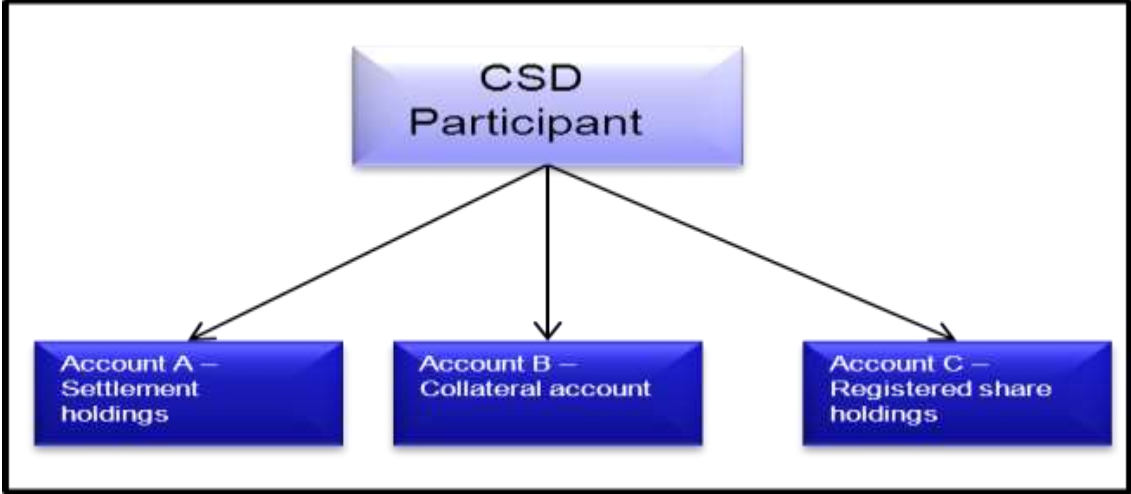 CSD
Participant
Account A –
Settlement
holdings
Account B –
Collateral account
Account C –
Registered share
holdings